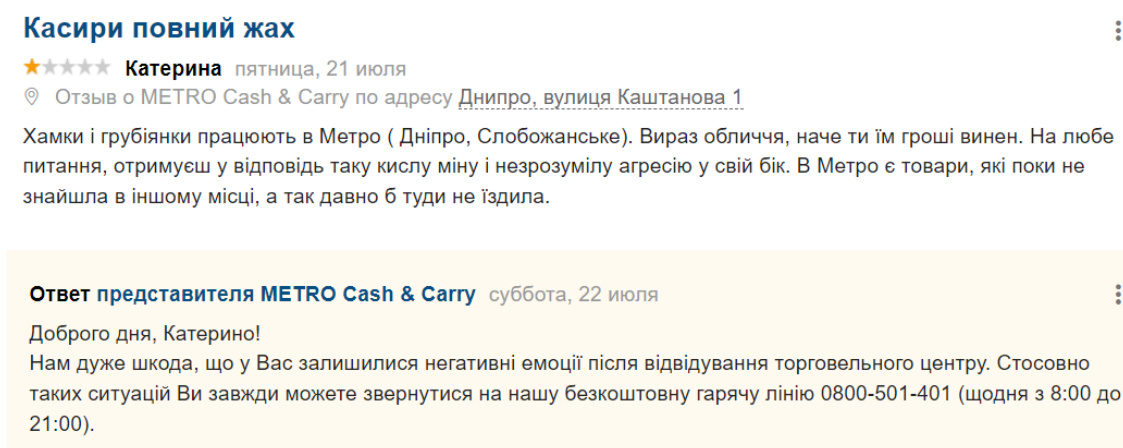 Касири повний жах
Катерина пятница, 21 июля
Отзыв о METRO Cash & Carry по адресу Днипро, вулиця Каштанова 1
Хамки і грубіянки працюють в Метро ( Дніпро, Слобожанське). Вираз обличчя, наче ти їм гроші винен. На любе
питання, отримуєш у відповідь таку кислу міну і незрозумілу агресію у свій бік. В Метро є товари, які поки не
знайшла в іншому місці, а так давно б туди не їздила.
Ответ представителя METRO Cash & Carry суббота, 22 июля
Доброго дня, Катерино!
Нам дуже шкода, що у Вас залишилися негативні емоції після відвідування торговельного центру. Стосовно
таких ситуацій Ви завжди можете звернутися на нашу безкоштовну гарячу лінію 0800-501-401 (щодня з 8:00 до
21:00).